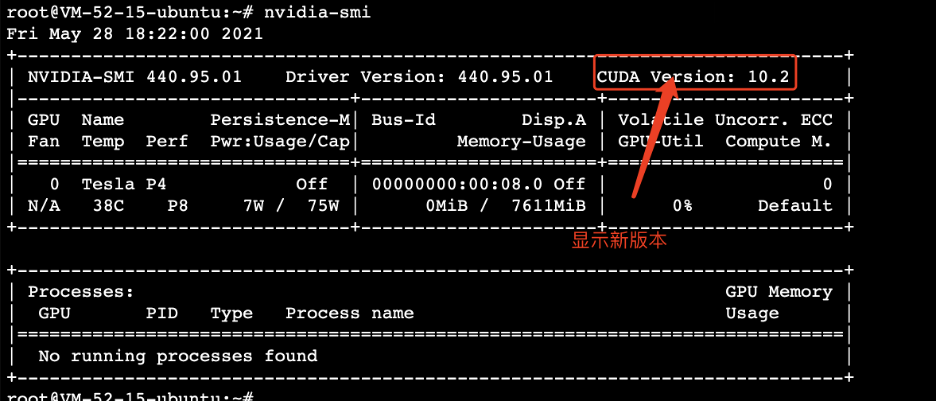 root@VM-52-15-ubuntu:~# nvidia-smi
Fri May 28 18:22:00 2021
+-----------------------------------------------------------------------------+
| NVIDIA-SMI 440.95.01    Driver Version: 440.95.01    CUDA Version: 10.2     |
|-------------------------------+----------------------+----------------------+
| GPU  Name        Persistence-M| Bus-Id        Disp.A | Volatile Uncorr. ECC |
| Fan  Temp  Perf  Pwr:Usage/Cap|         Memory-Usage | GPU-Util  Compute M. |
|===============================+======================+======================|
|   0  Tesla P4            Off  | 00000000:00:08.0 Off |                    0 |
| N/A   38C    P8     7W /  75W |      0MiB /  7611MiB |      0%      Default |
+-------------------------------+----------------------+----------------------+
显示新版本
+-----------------------------------------------------------------------------+
| Processes:                                                       GPU Memory |
|  GPU       PID   Type   Process name                             Usage      |
|=============================================================================|
|  No running processes found                                                 |
+-----------------------------------------------------------------------------+
root@VM-52-15-ubuntu:~#